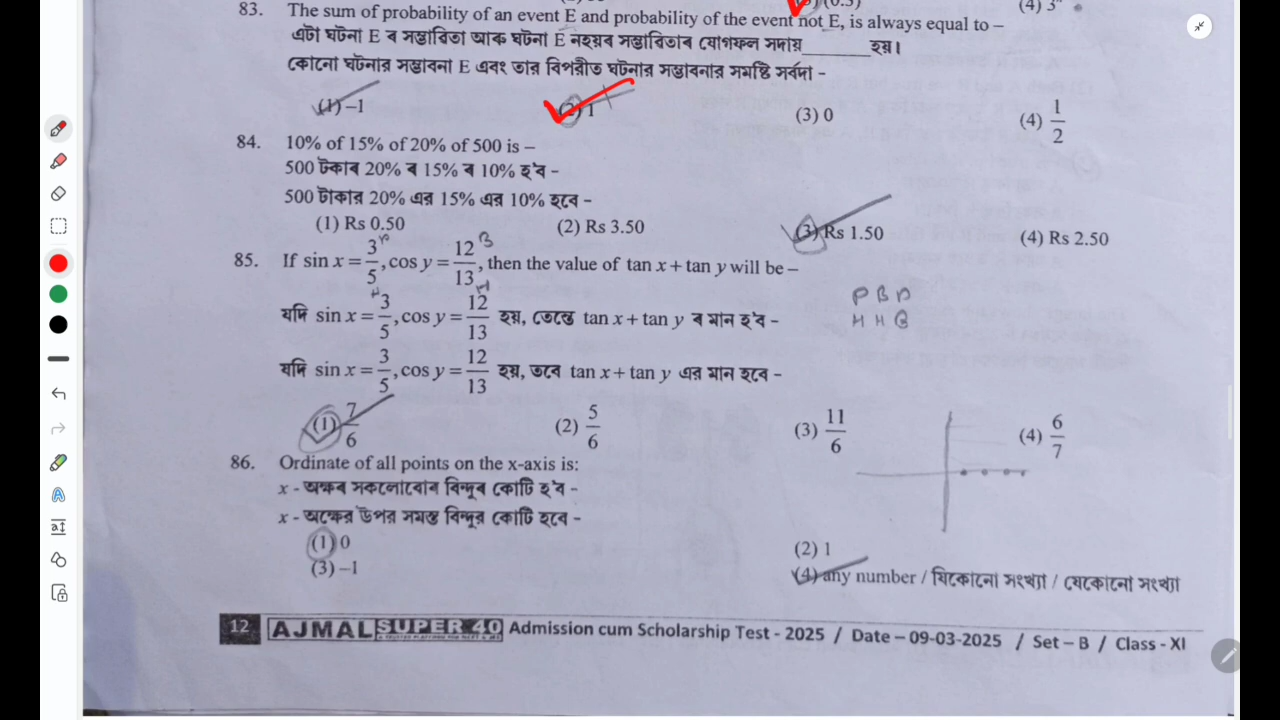 (4) 3
83. The sum of probability of an event E and probability of the event not E, is always equal to –
এটা ঘটনা E ৰ সম্ভাৱিতা আৰু ঘটনা E নহয়ৰ সম্ভাৱিতাৰ যোগফল সদায়_______হয়।
কোনো ঘটনার সম্ভাবনা E এবং তার বিপরীত ঘটনার সম্ভাবনার সমষ্টি সর্বদা -
(1) –1 (2) 1 (3) 0 (4) 1/2
84. 10% of 15% of 20% of 500 is –
500 টকাৰ 20% ৰ 15% ৰ 10% হ'ব -
500 টাকার 20% এর 15% এর 10% হবে -
(1) Rs 0.50 (2) Rs 3.50 (3) Rs 1.50 (4) Rs 2.50
85. If sin x = 3/5, cos y = 12/13, then the value of tan x + tan y will be –
যদি sin x = 3/5, cos y = 12/13 হয়, তেন্তে tan x + tan y ৰ মান হ'ব -
যদি sin x = 3/5, cos y = 12/13 হয়, তবে tan x + tan y এর মান হবে -
P B P
H H B
(1) 7/6 (2) 5/6 (3) 11/6 (4) 6/7
86. Ordinate of all points on the x-axis is:
x - অক্ষৰ সকলোবোৰ বিন্দুৰ কোটি হ'ব -
x - অক্ষের উপর সমস্ত বিন্দুর কোটি হবে -
(1) 0 (2) 1
(3) –1 (4) any number / যিকোনো সংখ্যা / যেকোনো সংখ্যা
12 AJMAL SUPER 40 Admission cum Scholarship Test - 2025 / Date – 09-03-2025 / Set – B / Class - XI